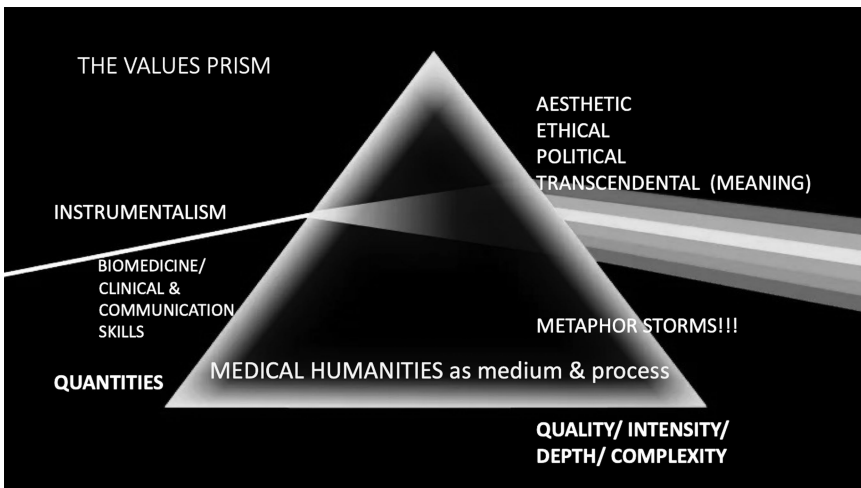 THE VALUES PRISM
AESTHETIC
ETHICAL
POLITICAL
TRANSCENDENTAL (MEANING)
INSTRUMENTALISM
BIOMEDICINE/
CLINICAL &
COMMUNICATION
SKILLS
METAPHOR STORMS!!!
MEDICAL HUMANITIES as medium & process
QUANTITIES
QUALITY/ INTENSITY/
DEPTH/ COMPLEXITY